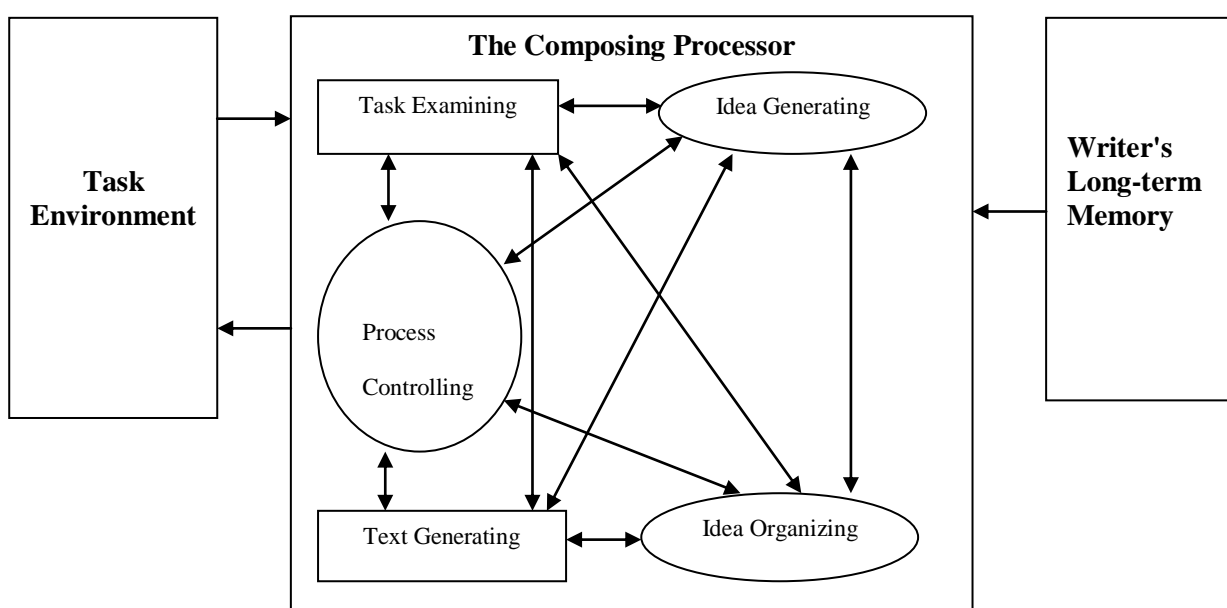 The Composing Processor
Task Examining
Idea Generating
Task
Environment
Writer's
Long-term
Memory
Process
Controlling
Text Generating
Idea Organizing